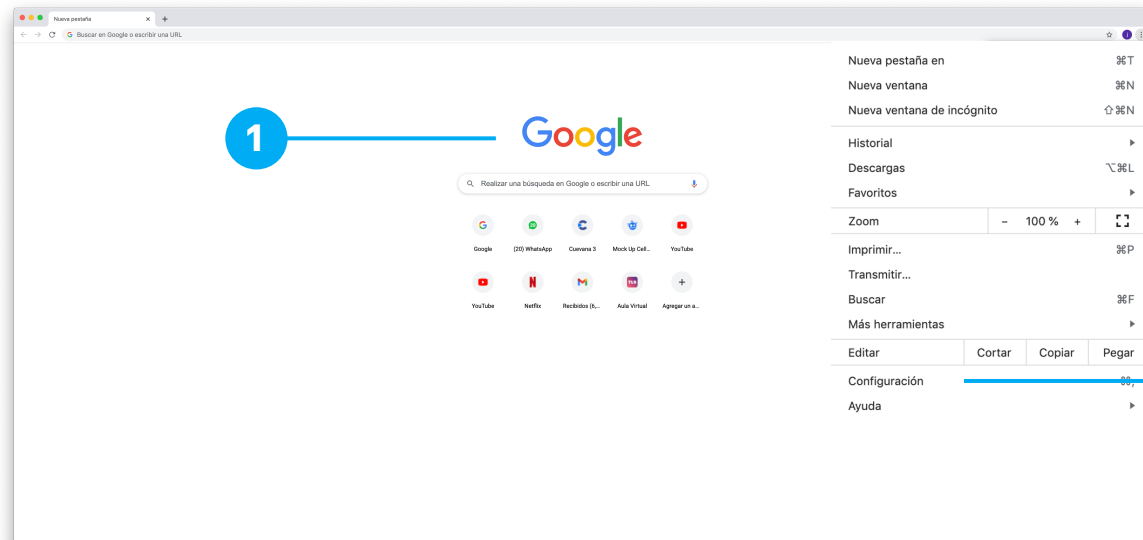 Nueva pestaña
Buscar en Google o escribir una URL
1
Google
Realizar una búsqueda en Google o escribir una URL
Google (20) WhatsApp Cuevana 3 Mock Up Cell... YouTube
YouTube Netflix Recibidos (6,... Aula Virtual Agregar un a...
Nueva pestaña en ⌘T
Nueva ventana ⌘N
Nueva ventana de incógnito ⇧⌘N
Historial
Descargas ⌥⌘L
Favoritos
Zoom − 100 % +
Imprimir... ⌘P
Transmitir...
Buscar ⌘F
Más herramientas
Editar Cortar Copiar Pegar
Configuración ⌘,
Ayuda